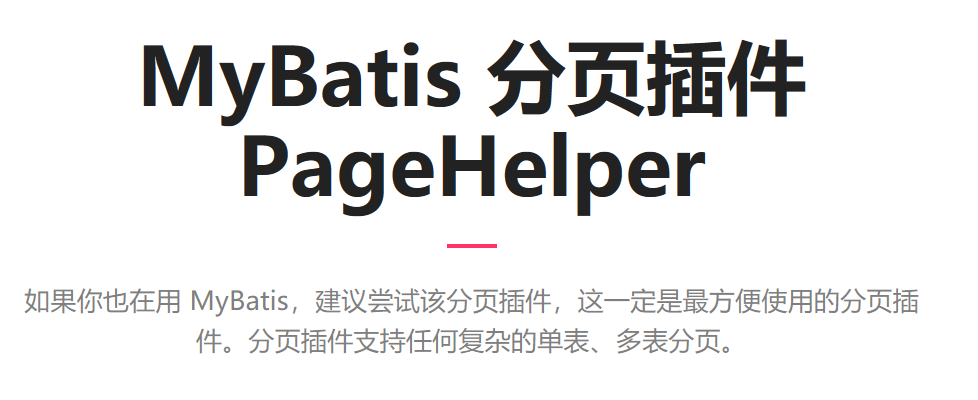 MyBatis 分页插件
PageHelper
如果你也在用 MyBatis，建议尝试该分页插件，这一定是最方便使用的分页插
件。分页插件支持任何复杂的单表、多表分页。